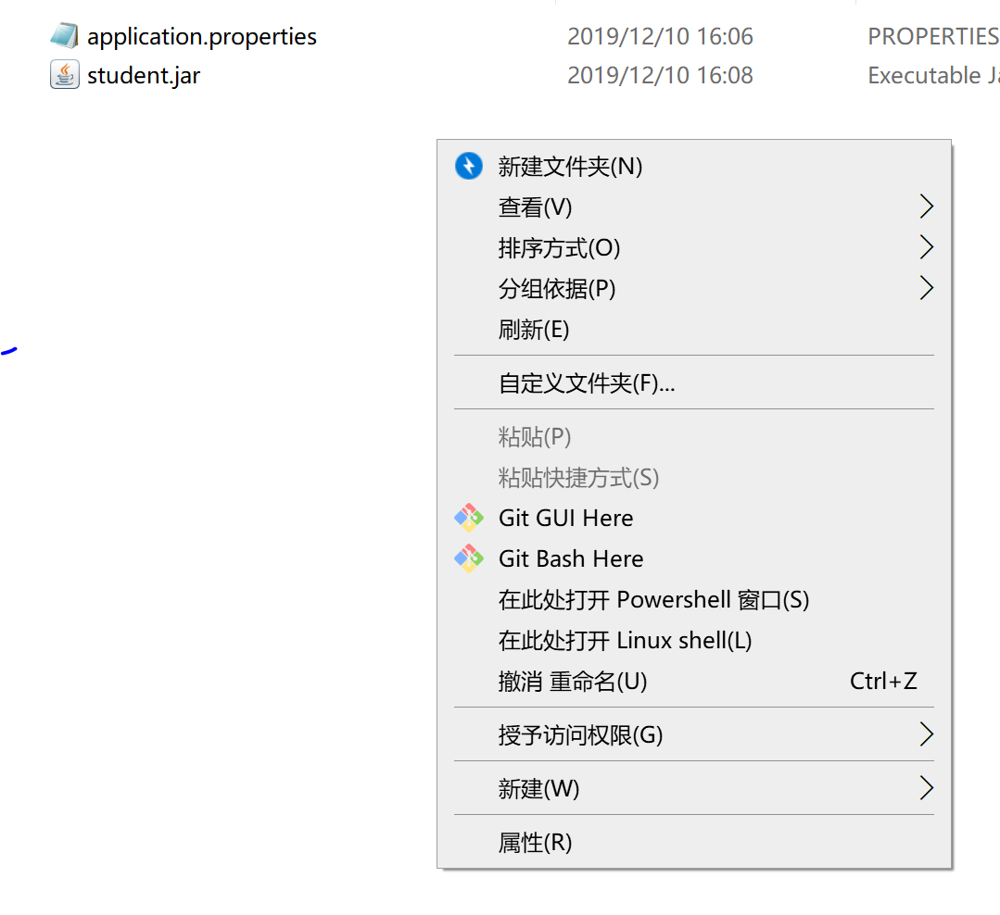 application.properties 2019/12/10 16:06 PROPERTIES
student.jar 2019/12/10 16:08 Executable Ja
新建文件夹(N)
查看(V)
排序方式(O)
分组依据(P)
刷新(E)
自定义文件夹(F)...
粘贴(P)
粘贴快捷方式(S)
Git GUI Here
Git Bash Here
在此处打开 Powershell 窗口(S)
在此处打开 Linux shell(L)
撤消 重命名(U) Ctrl+Z
授予访问权限(G)
新建(W)
属性(R)